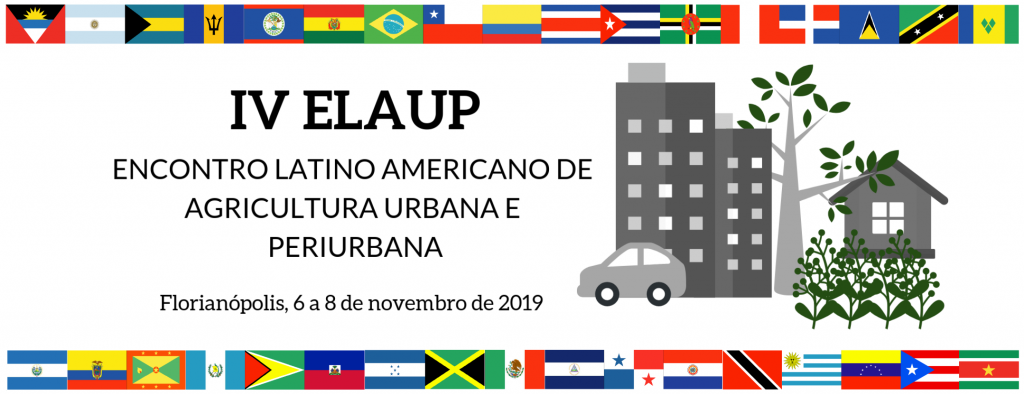 IV ELAUP
ENCONTRO LATINO AMERICANO DE
AGRICULTURA URBANA E
PERIURBANA
Florianópolis, 6 a 8 de novembro de 2019